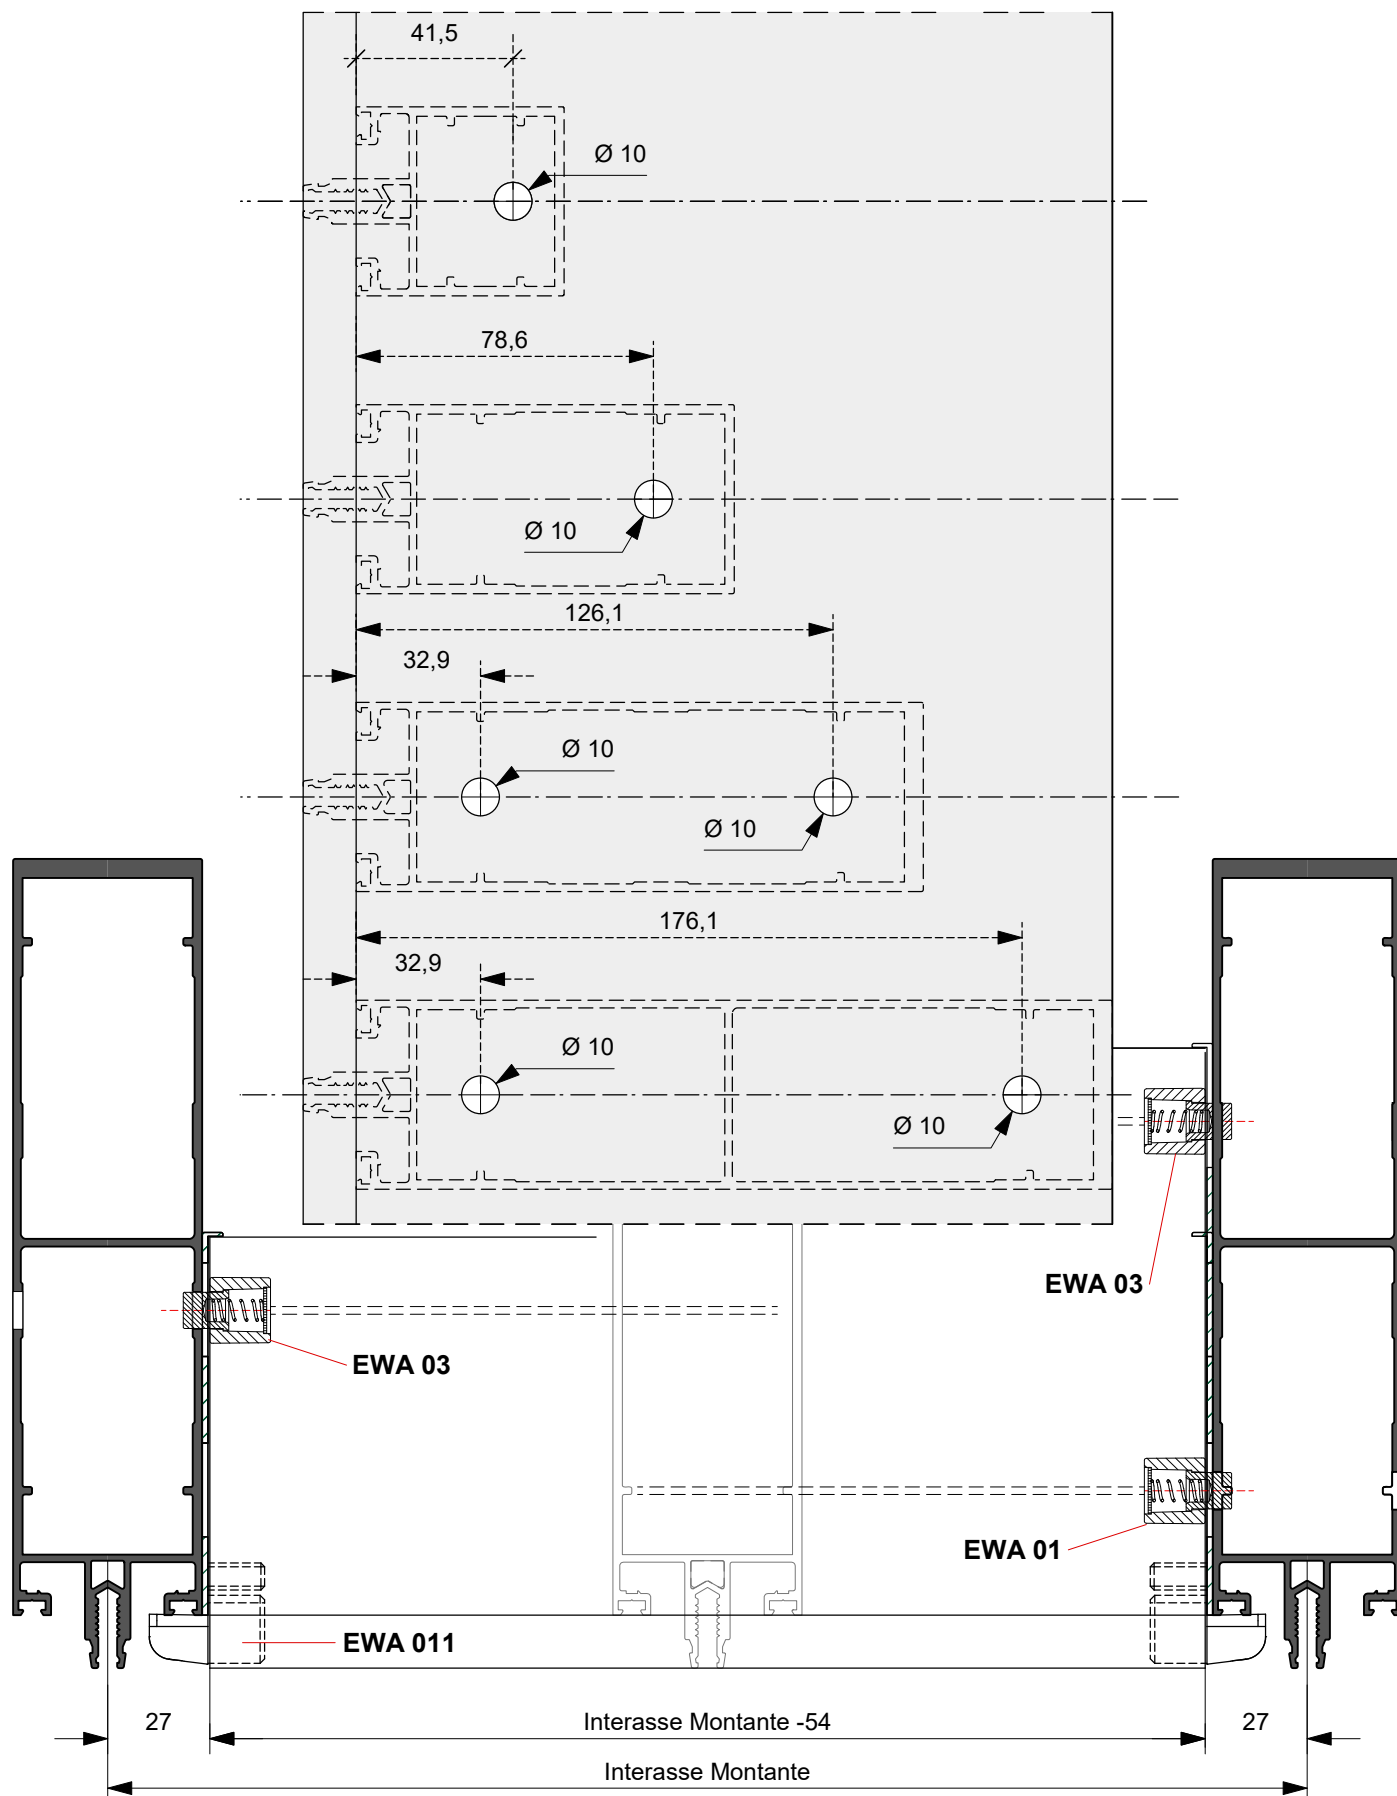 41,5
Ø 10
78,6
Ø 10
126,1
32,9
Ø 10
Ø 10
176,1
32,9
Ø 10
Ø 10
EWA 03
EWA 03
EWA 01
EWA 011
27
Interasse Montante -54
27
Interasse Montante